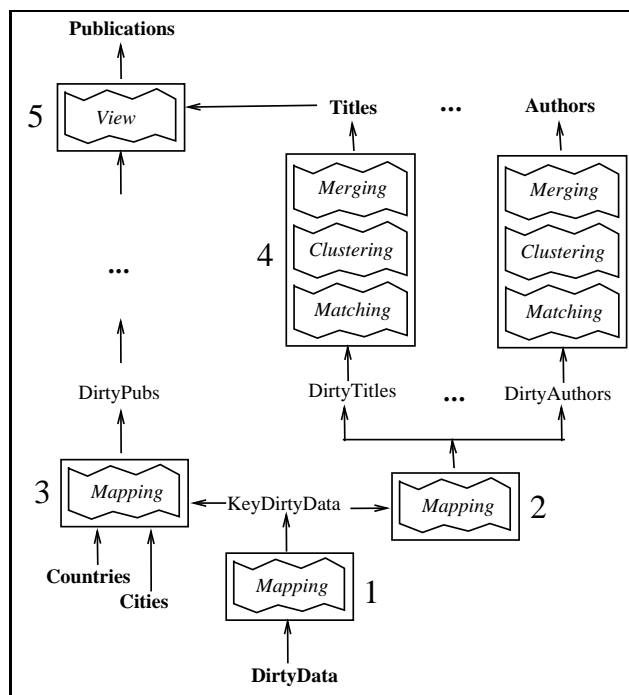 Publications
5
View
Titles
...
Authors
4
Merging
Clustering
Matching
Merging
Clustering
Matching
...
DirtyPubs
DirtyTitles
...
DirtyAuthors
3
Mapping
KeyDirtyData
Mapping
2
Countries
Cities
Mapping
1
DirtyData